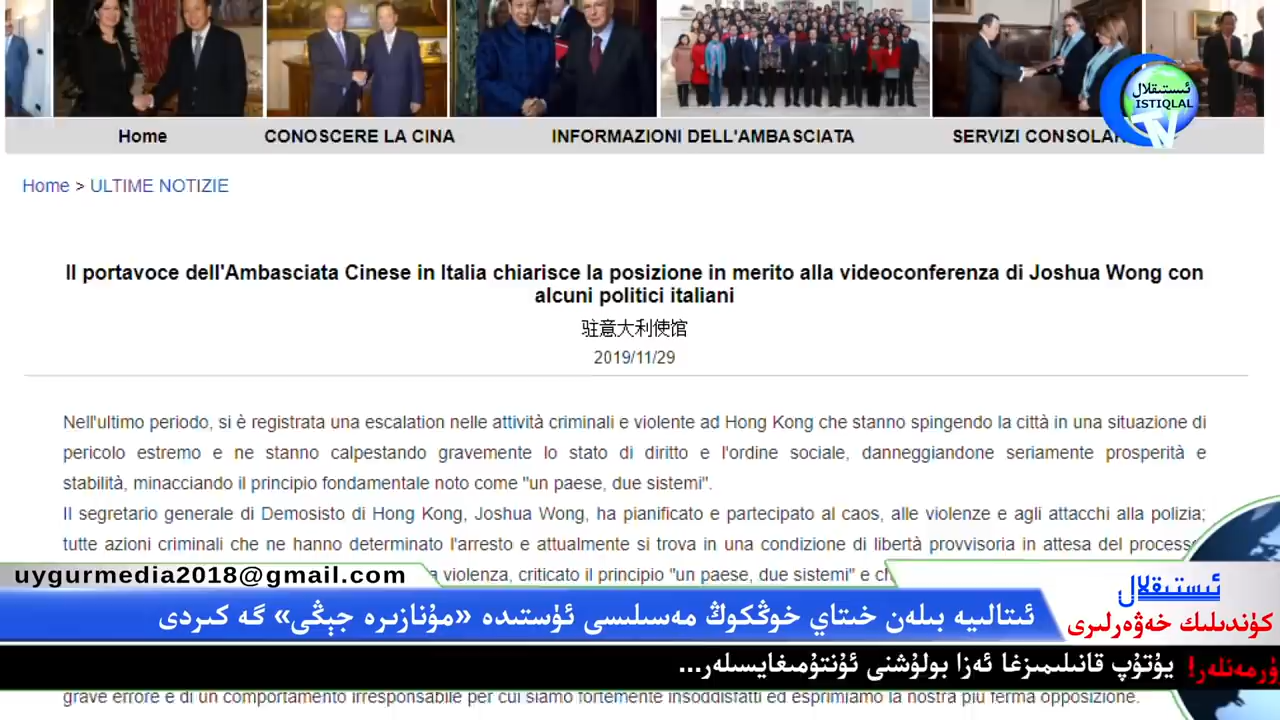 ئىستىقلال
ISTIQLAL
TV
Home CONOSCERE LA CINA INFORMAZIONI DELL'AMBASCIATA SERVIZI CONSOLAR
Home > ULTIME NOTIZIE
Il portavoce dell'Ambasciata Cinese in Italia chiarisce la posizione in merito alla videoconferenza di Joshua Wong con
alcuni politici italiani
驻意大利使馆
2019/11/29
Nell'ultimo periodo, si è registrata una escalation nelle attività criminali e violente ad Hong Kong che stanno spingendo la città in una situazione di
pericolo estremo e ne stanno calpestando gravemente lo stato di diritto e l'ordine sociale, danneggiandone seriamente prosperità e
stabilità, minacciando il principio fondamentale noto come "un paese, due sistemi".
Il segretario generale di Demosisto di Hong Kong, Joshua Wong, ha pianificato e partecipato al caos, alle violenze e agli attacchi alla polizia;
tutte azioni criminali che ne hanno determinato l'arresto e attualmente si trova in una condizione di libertà provvisoria in attesa del processo
violenza, criticato il principio "un paese, due sistemi" e
uygurmedia2018@gmail.com
ئىستىقلال
كۈندىلىك خەۋەرلىرى
ئىتالىيە بىلەن خىتاي خوڭكوڭ مەسىلىسى ئۈستىدە «مۇنازىرە جېڭى» گە كىردى
ۈرمەنلەر! يۇتۇپ قانىلىمىزغا ئەزا بولۇشنى ئۇنتۇمىغايسىلەر...
grave errore e di un comportamento irresponsabile per cui siamo fortemente insoddisfatti ed esprimiamo la nostra più ferma opposizione.